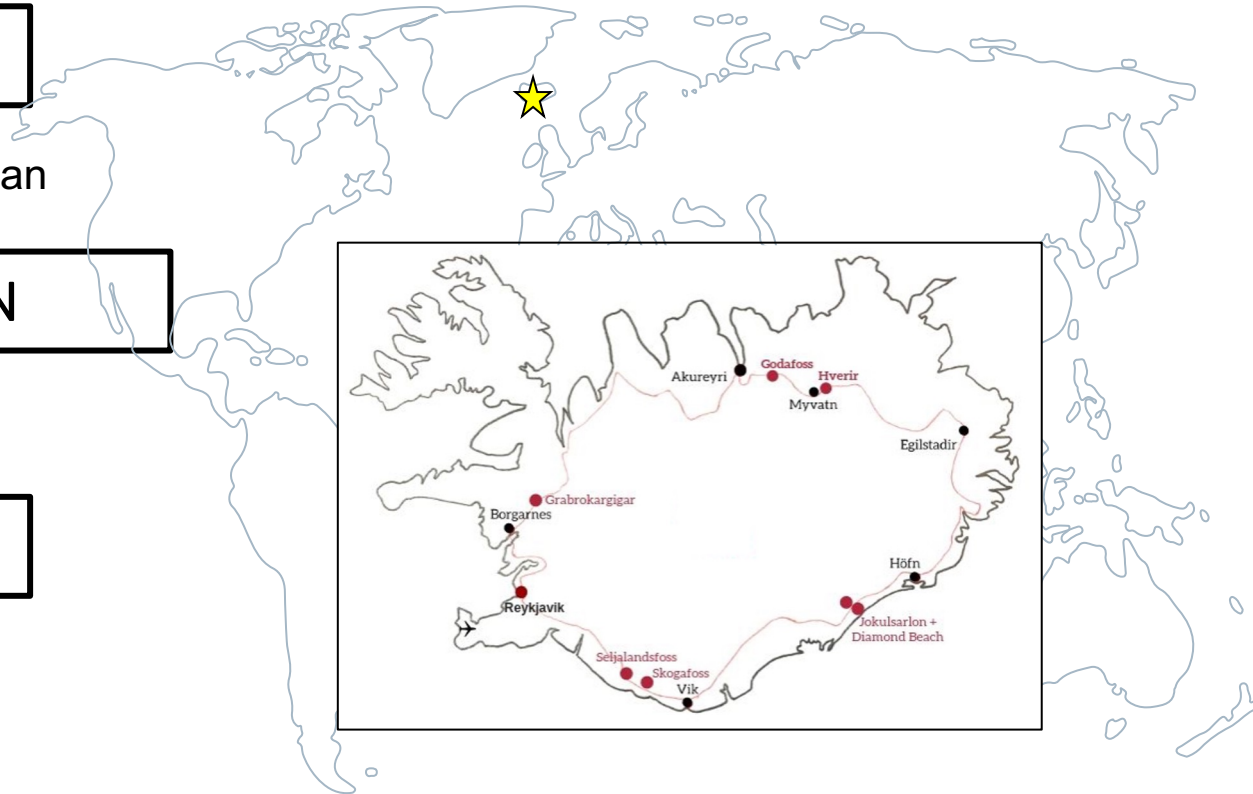 an
N
Akureyri
Godafoss
Hverir
Myvatn
Egilstadir
Grabrokargigar
Borgarnes
Höfn
Reykjavik
Jokulsarlon +
Diamond Beach
Seljalandsfoss
Skogafoss
Vik